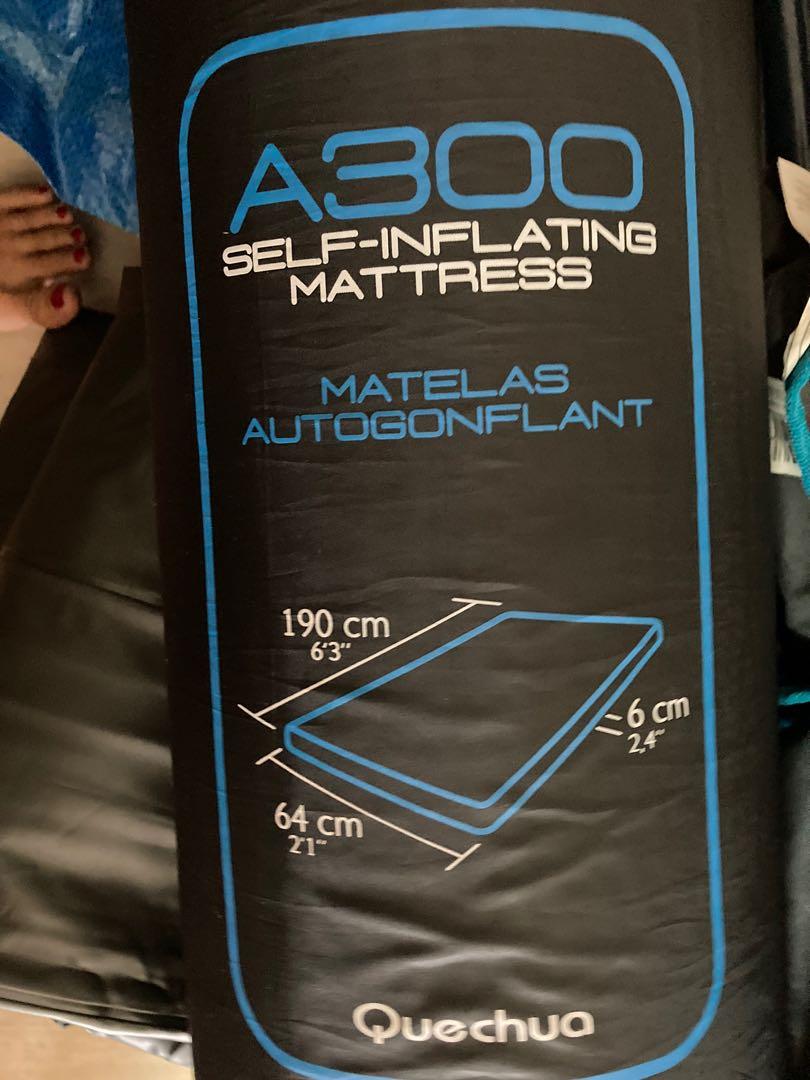 A300
SELF-INFLATING
MATTRESS
MATELAS
AUTOGONFLANT
190 cm
6'3"
6 cm
2,4"
64 cm
2'1"
Quechua